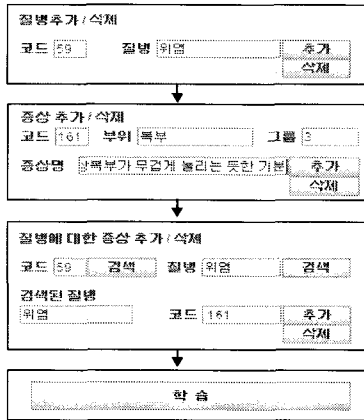 질병추가/삭제
코드 59 질병 위염 추가
삭제
증상 추가/삭제
코드 161 부위 복부 그룹 3
증상명 복부가 무겁게 눌리는 듯한 기분 추가
삭제
질병에 대한 증상 추가/삭제
코드 59 검색 질병 위염 검색
검색된 질병
위염 코드 161 추가
삭제
학 습